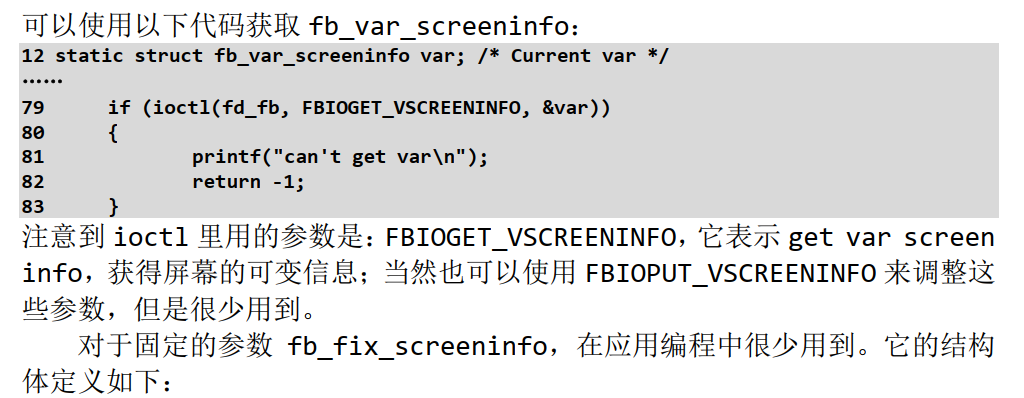 可以使用以下代码获取 fb_var_screeninfo：
12 static struct fb_var_screeninfo var; /* Current var */
……
79 if (ioctl(fd_fb, FBIOGET_VSCREENINFO, &var))
80 {
81 printf("can't get var\n");
82 return -1;
83 }
注意到 ioctl 里用的参数是：FBIOGET_VSCREENINFO，它表示 get var screen
info，获得屏幕的可变信息；当然也可以使用 FBIOPUT_VSCREENINFO 来调整这
些参数，但是很少用到。
对于固定的参数 fb_fix_screeninfo，在应用编程中很少用到。它的结构
体定义如下：